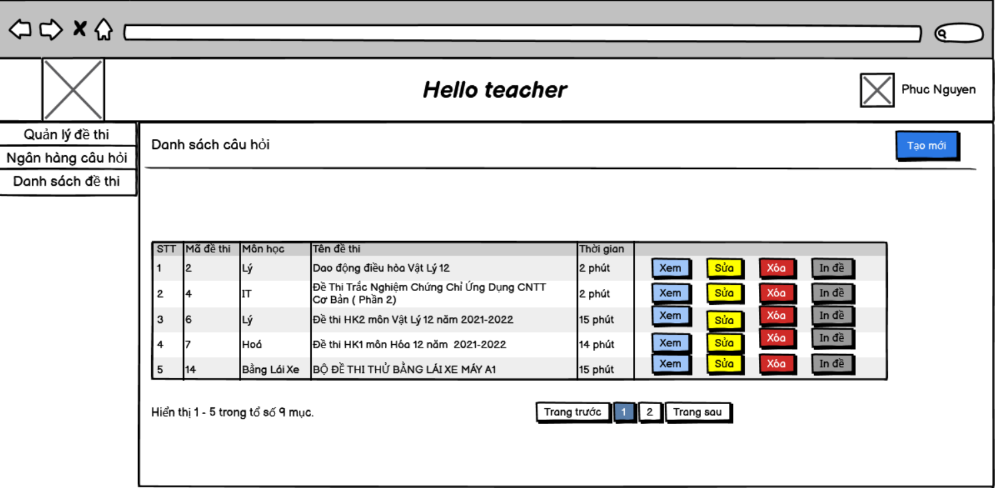 Hello teacher
Phuc Nguyen
Quản lý đề thi
Ngân hàng câu hỏi
Danh sách đề thi
Danh sách câu hỏi
Tạo mới
STT Mã đề thi Môn học Tên đề thi Thời gian
1 2 Lý Dao động điều hòa Vật Lý 12 2 phút Xem Sửa Xóa In đề
2 4 IT Đề Thi Trắc Nghiệm Chứng Chỉ Ứng Dụng CNTT
Cơ Bản ( Phần 2) 2 phút Xem Sửa Xóa In đề
3 6 Lý Đề thi HK2 môn Vật Lý 12 năm 2021-2022 15 phút Xem Sửa Xóa In đề
4 7 Hoá Đề thi HK1 môn Hóa 12 năm 2021-2022 14 phút Xem Sửa Xóa In đề
5 14 Bằng Lái Xe BỘ ĐỀ THI THỬ BẰNG LÁI XE MÁY A1 15 phút Xem Sửa Xóa In đề
Hiển thị 1 - 5 trong tổ số 9 mục.
Trang trước 1 2 Trang sau